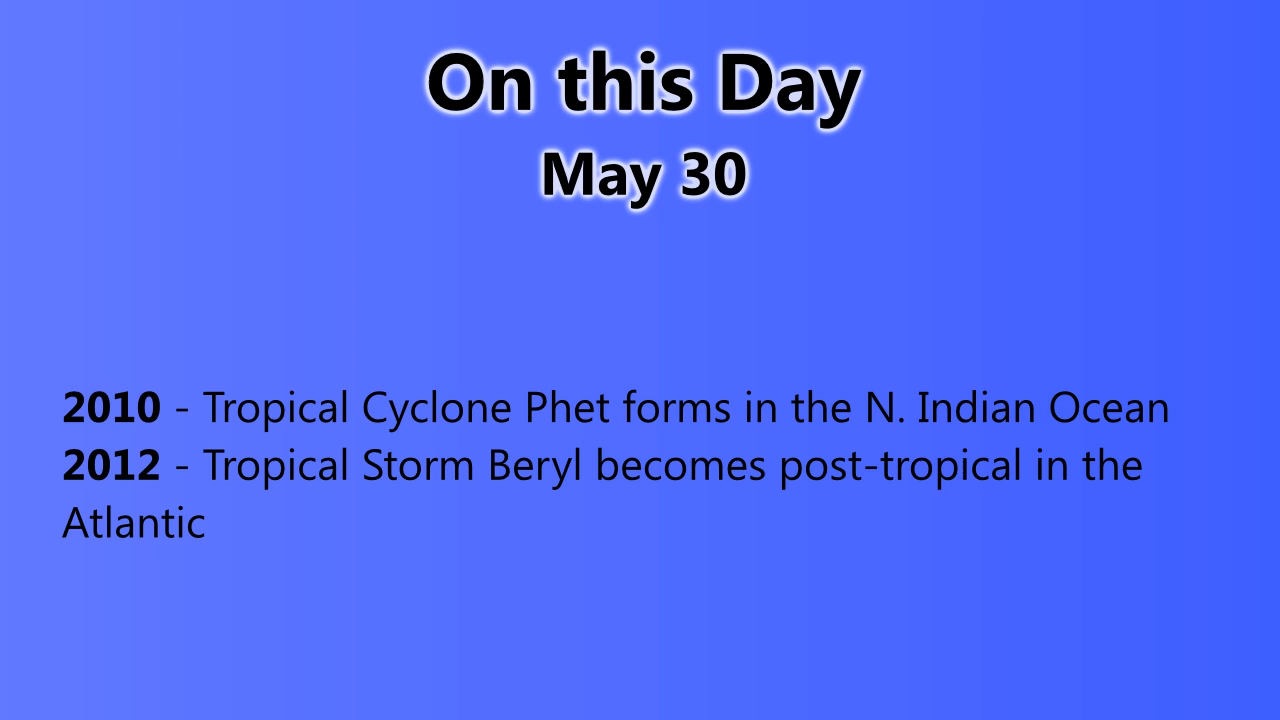 On this Day
May 30
2010 - Tropical Cyclone Phet forms in the N. Indian Ocean
2012 - Tropical Storm Beryl becomes post-tropical in the
Atlantic